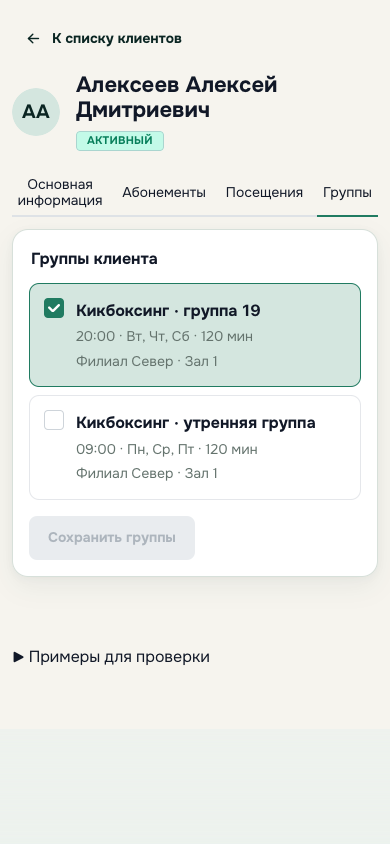 ← К списку клиентов
АА
Алексеев Алексей
Дмитриевич
АКТИВНЫЙ
Основная
информация
Абонементы
Посещения
Группы
Группы клиента
Кикбоксинг · группа 19
20:00 · Вт, Чт, Сб · 120 мин
Филиал Север · Зал 1
Кикбоксинг · утренняя группа
09:00 · Пн, Ср, Пт · 120 мин
Филиал Север · Зал 1
Сохранить группы
▶ Примеры для проверки